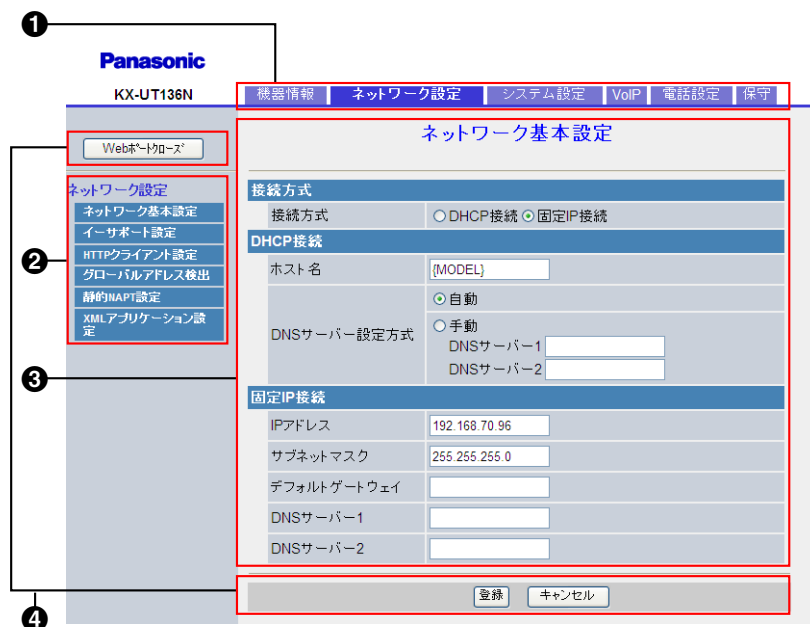 ❶
Panasonic
KX-UT136N
機器情報 ネットワーク設定 システム設定 VoIP 電話設定 保守
Webポートクローズ
ネットワーク基本設定
ネットワーク設定
ネットワーク基本設定
イーサポート設定
HTTPクライアント設定
グローバルアドレス検出
静的NAPT設定
XMLアプリケーション設
定
❷
接続方式
接続方式 DHCP接続 固定IP接続
DHCP接続
ホスト名 {MODEL}
DNSサーバー設定方式 自動
手動
DNSサーバー1
DNSサーバー2
❸
固定IP接続
IPアドレス 192.168.70.96
サブネットマスク 255.255.255.0
デフォルトゲートウェイ
DNSサーバー1
DNSサーバー2
登録 キャンセル
❹